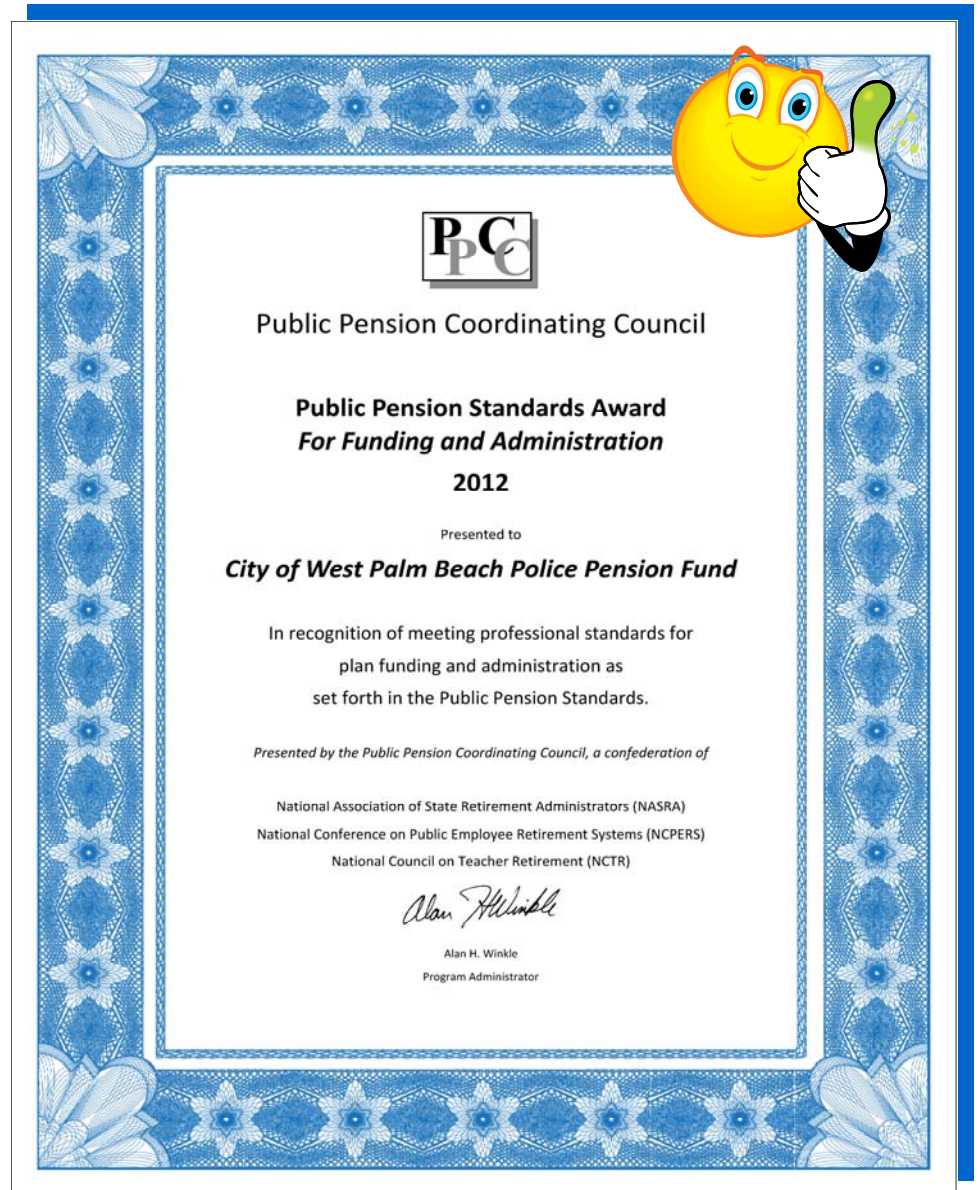 PPCC
Public Pension Coordinating Council
Public Pension Standards Award
For Funding and Administration
2012
Presented to
City of West Palm Beach Police Pension Fund
In recognition of meeting professional standards for
plan funding and administration as
set forth in the Public Pension Standards.
Presented by the Public Pension Coordinating Council, a confederation of
National Association of State Retirement Administrators (NASRA)
National Conference on Public Employee Retirement Systems (NCPERS)
National Council on Teacher Retirement (NCTR)
Alan H Winkle
Alan H. Winkle
Program Administrator